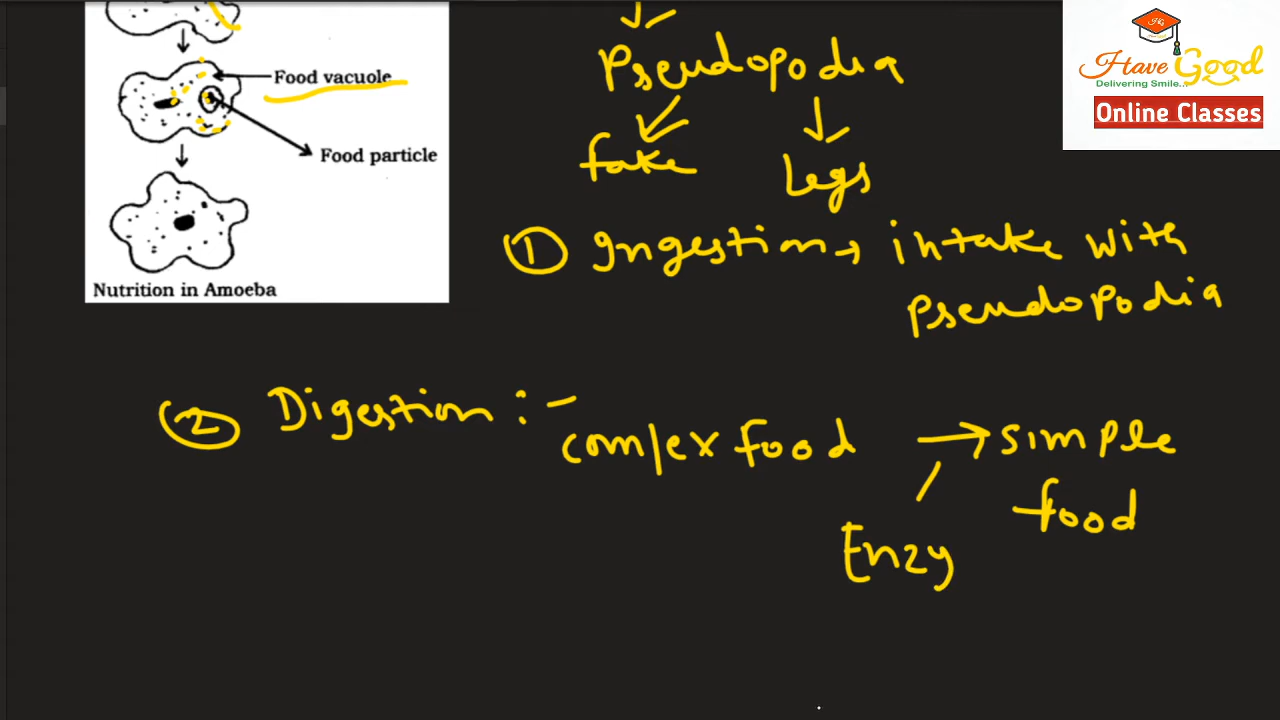 Have Good
Delivering Smile...
Online Classes
Food vacuole
Food particle
Nutrition in Amoeba
Pseudopodia
fake Legs
① Ingestion → intake with
Pseudopodia
② Digestion :-
complex food → simple
food
Enzy